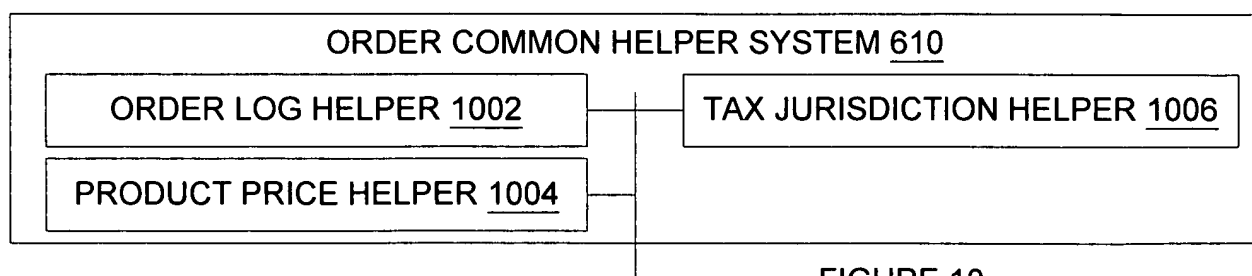 ORDER COMMON HELPER SYSTEM 610
ORDER LOG HELPER 1002
TAX JURISDICTION HELPER 1006
PRODUCT PRICE HELPER 1004
FIGURE 10